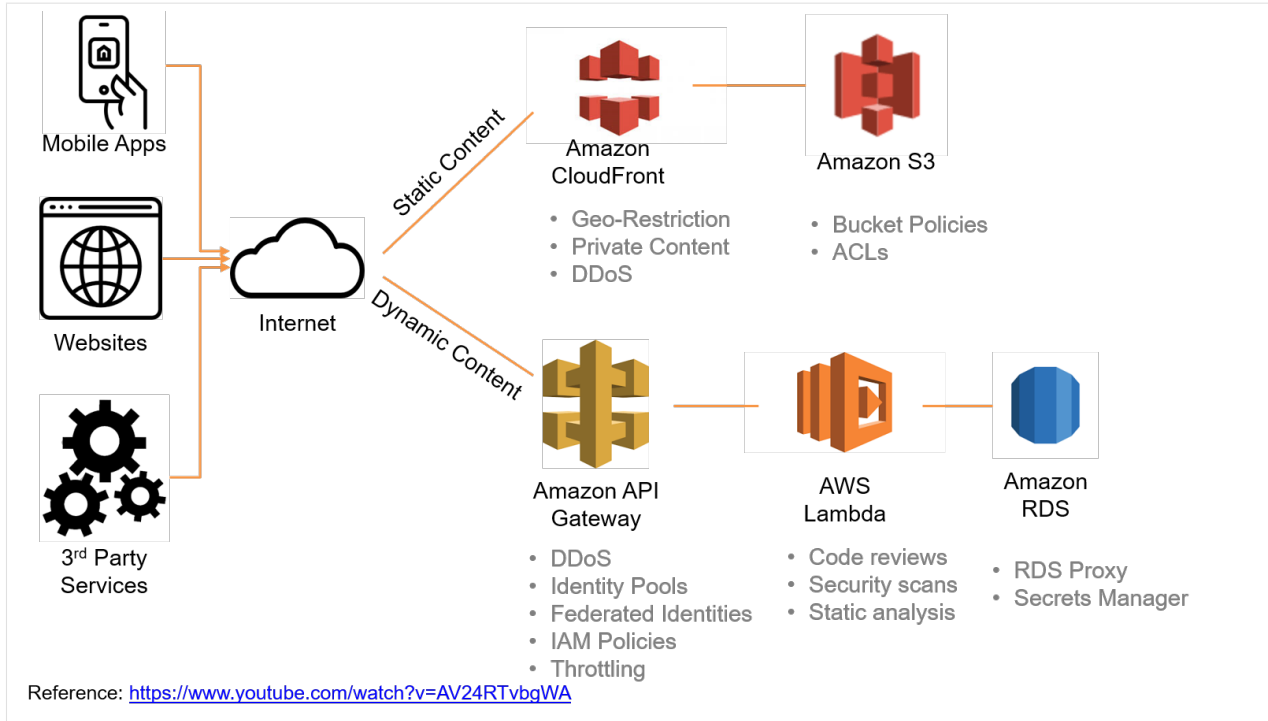 Mobile Apps
Websites
3rd Party
Services
Internet
Static Content
Dynamic Content
Amazon
CloudFront
• Geo-Restriction
• Private Content
• DDoS
Amazon S3
• Bucket Policies
• ACLs
Amazon API
Gateway
• DDoS
• Identity Pools
• Federated Identities
• IAM Policies
• Throttling
AWS
Lambda
• Code reviews
• Security scans
• Static analysis
Amazon
RDS
• RDS Proxy
• Secrets Manager
Reference: https://www.youtube.com/watch?v=AV24RTvbgWA